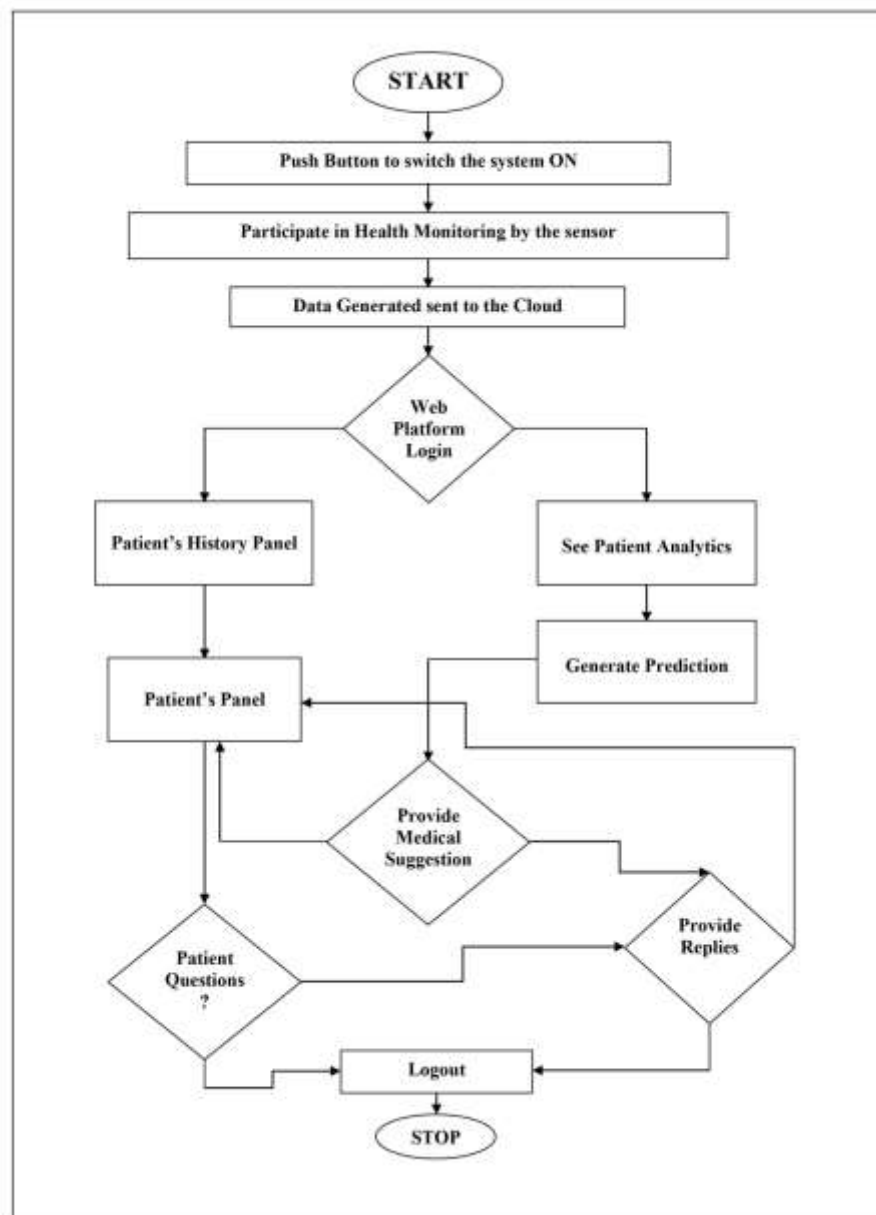 START
Push Button to switch the system ON
Participate in Health Monitoring by the sensor
Data Generated sent to the Cloud
Web
Platform
Login
Patient's History Panel
See Patient Analytics
Generate Prediction
Patient's Panel
Provide
Medical
Suggestion
Provide
Replies
Patient
Questions
?
Logout
STOP